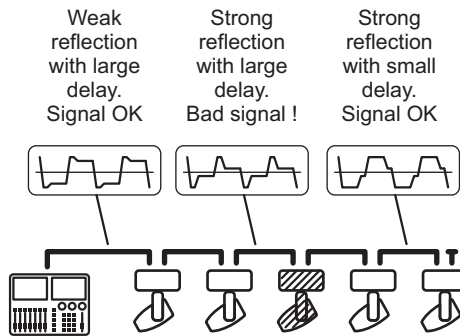 Weak
reflection
with large
delay.
Signal OK
Strong
reflection
with large
delay.
Bad signal !
Strong
reflection
with small
delay.
Signal OK